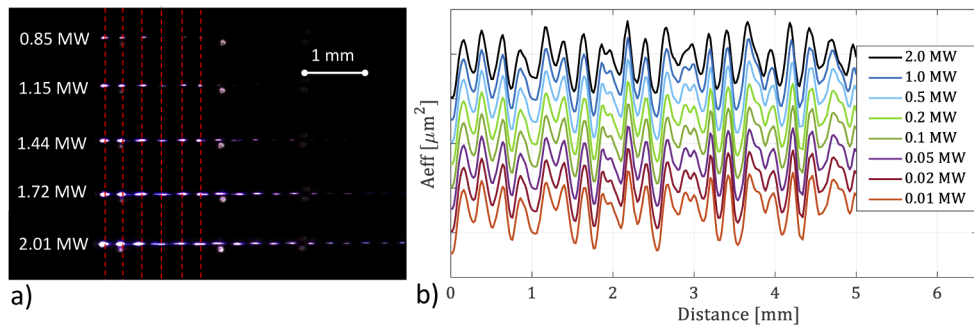 0.85 MW
1.15 MW
1.44 MW
1.72 MW
2.01 MW
1 mm
a)
Aeff [μm²]
2.0 MW
1.0 MW
0.5 MW
0.2 MW
0.1 MW
0.05 MW
0.02 MW
0.01 MW
0 1 2 3 4 5 6
Distance [mm]
b)